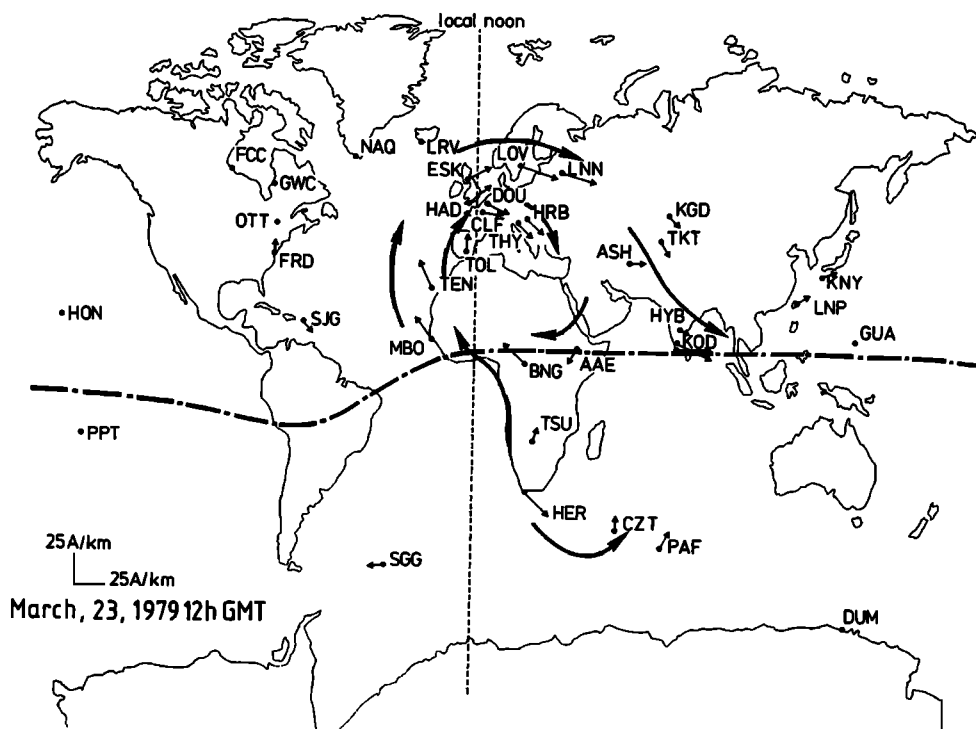 local noon
NAQ
LRV
FCC
ESK
LOV
LNN
GWC
DOU
OTT
HAD
HRB
KGD
CLF
TKT
FRD
THY
TOL
ASH
TEN
KNY
HON
SJG
HYB
LNP
MBO
KOD
GUA
BNG
AAE
PPT
TSU
HER
CZT
PAF
25A/km
SGG
25A/km
March, 23, 1979 12h GMT
DUM